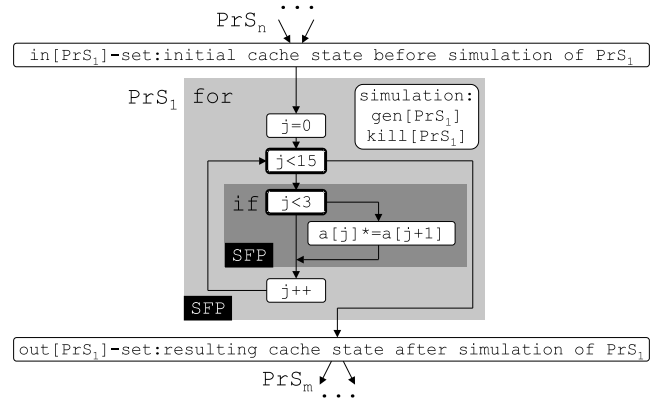 ...
PrSn
in[PrS1]-set:initial cache state before simulation of PrS1
PrS1 for
simulation:
gen[PrS1]
kill[PrS1]
j=0
j<15
if
j<3
a[j]*=a[j+1]
SFP
j++
SFP
out[PrS1]-set:resulting cache state after simulation of PrS1
PrSm
...